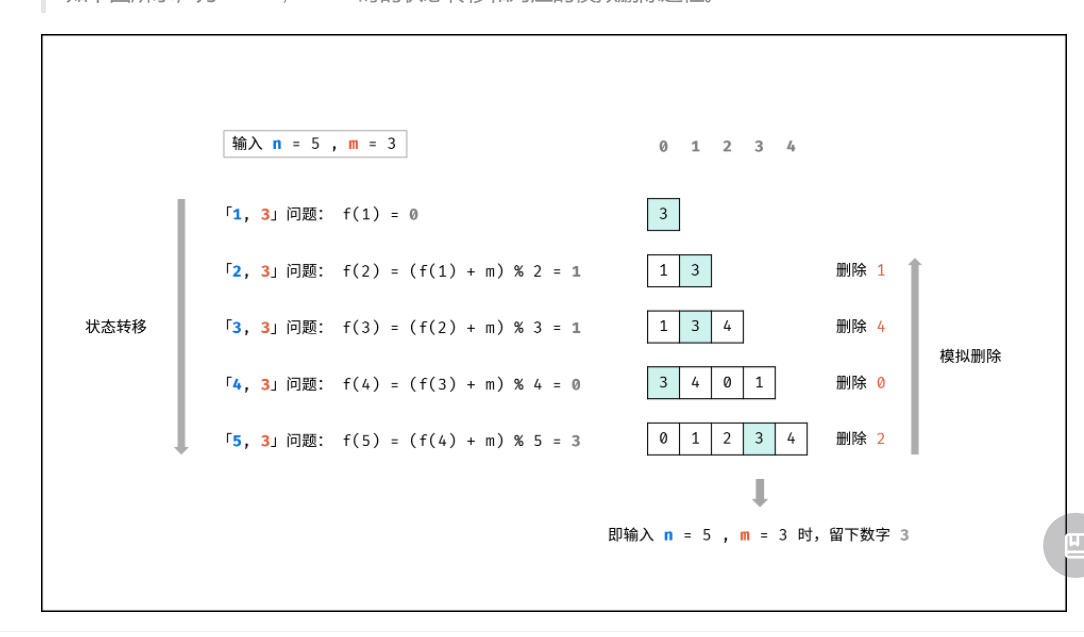 输入 n = 5 , m = 3
0 1 2 3 4
「1, 3」问题： f(1) = 0
3
「2, 3」问题： f(2) = (f(1) + m) % 2 = 1
1 3
删除 1
状态转移
「3, 3」问题： f(3) = (f(2) + m) % 3 = 1
1 3 4
删除 4
模拟删除
「4, 3」问题： f(4) = (f(3) + m) % 4 = 0
3 4 0 1
删除 0
「5, 3」问题： f(5) = (f(4) + m) % 5 = 3
0 1 2 3 4
删除 2
即输入 n = 5 , m = 3 时，留下数字 3